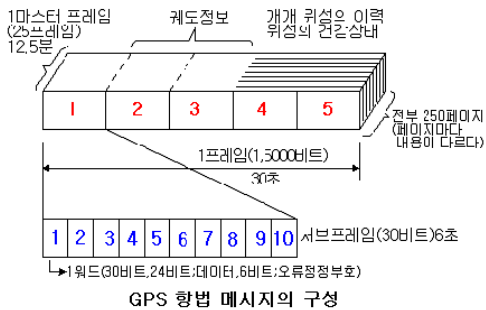 1마스터 프레임
(25프레임)
12.5분
궤도정보
개개 위성은 이력
위성의 건강상태
1 2 3 4 5
전부 250페이지
(페이지마다
내용이 다르다)
1프레임(1,5000비트)
30초
1 2 3 4 5 6 7 8 9 10
서브프레임(30비트)6초
1워드(30비트,24비트;데이터,6비트;오류점정부호)
GPS 항법 메시지의 구성